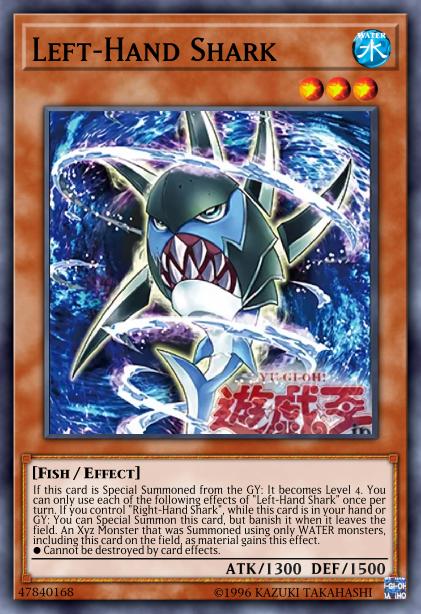 Left-Hand Shark
WATER
水
YU-GI-OH!
遊戯王
[Fish / Effect]
If this card is Special Summoned from the GY: It becomes Level 4. You
can only use each of the following effects of "Left-Hand Shark" once per
turn. If you control "Right-Hand Shark", while this card is in your hand or
GY: You can Special Summon this card, but banish it when it leaves the
field. An Xyz Monster that was Summoned using only WATER monsters,
including this card on the field, as material gains this effect.
● Cannot be destroyed by card effects.
ATK/1300 DEF/1500
47840168
©1996 KAZUKI TAKAHASHI